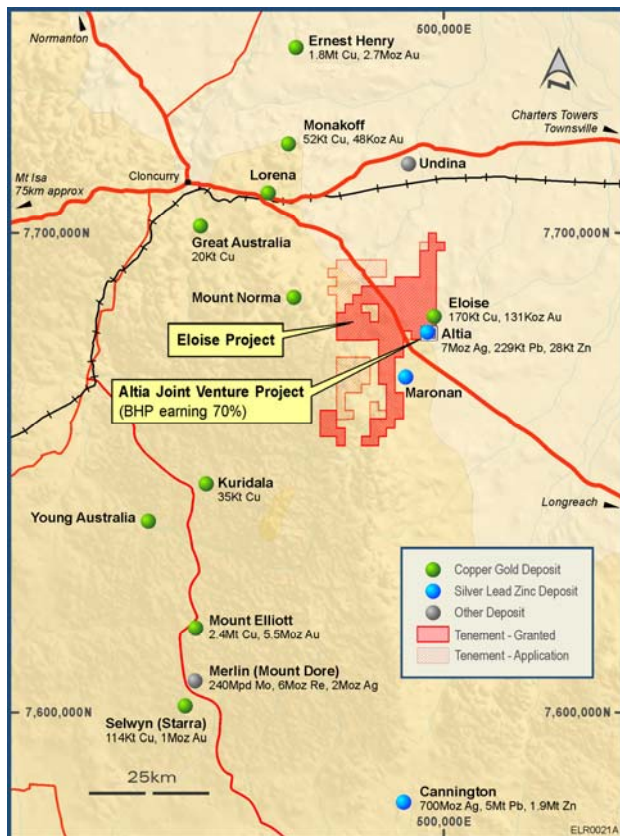 500,000E
Normanton
Ernest Henry
1.8Mt Cu, 2.7Moz Au
Monakoff
52Kt Cu, 48Koz Au
Charters Towers
Townsville
Undina
Cloncurry
Lorena
Mt Isa
75km approx
7,700,000N
7,700,000N
Great Australia
20Kt Cu
Mount Norma
Eloise
170Kt Cu, 131Koz Au
Altia
7Moz Ag, 229Kt Pb, 28Kt Zn
Eloise Project
Altia Joint Venture Project
(BHP earning 70%)
Maronan
Kuridala
35Kt Cu
Young Australia
Longreach
Copper Gold Deposit
Silver Lead Zinc Deposit
Other Deposit
Tenement - Granted
Tenement - Application
Mount Elliott
2.4Mt Cu, 5.5Moz Au
Merlin (Mount Dore)
240Mpd Mo, 6Moz Re, 2Moz Ag
7,600,000N
7,600,000N
Selwyn (Starra)
114Kt Cu, 1Moz Au
25km
Cannington
700Moz Ag, 5Mt Pb, 1.9Mt Zn
500,000E
ELR0021A